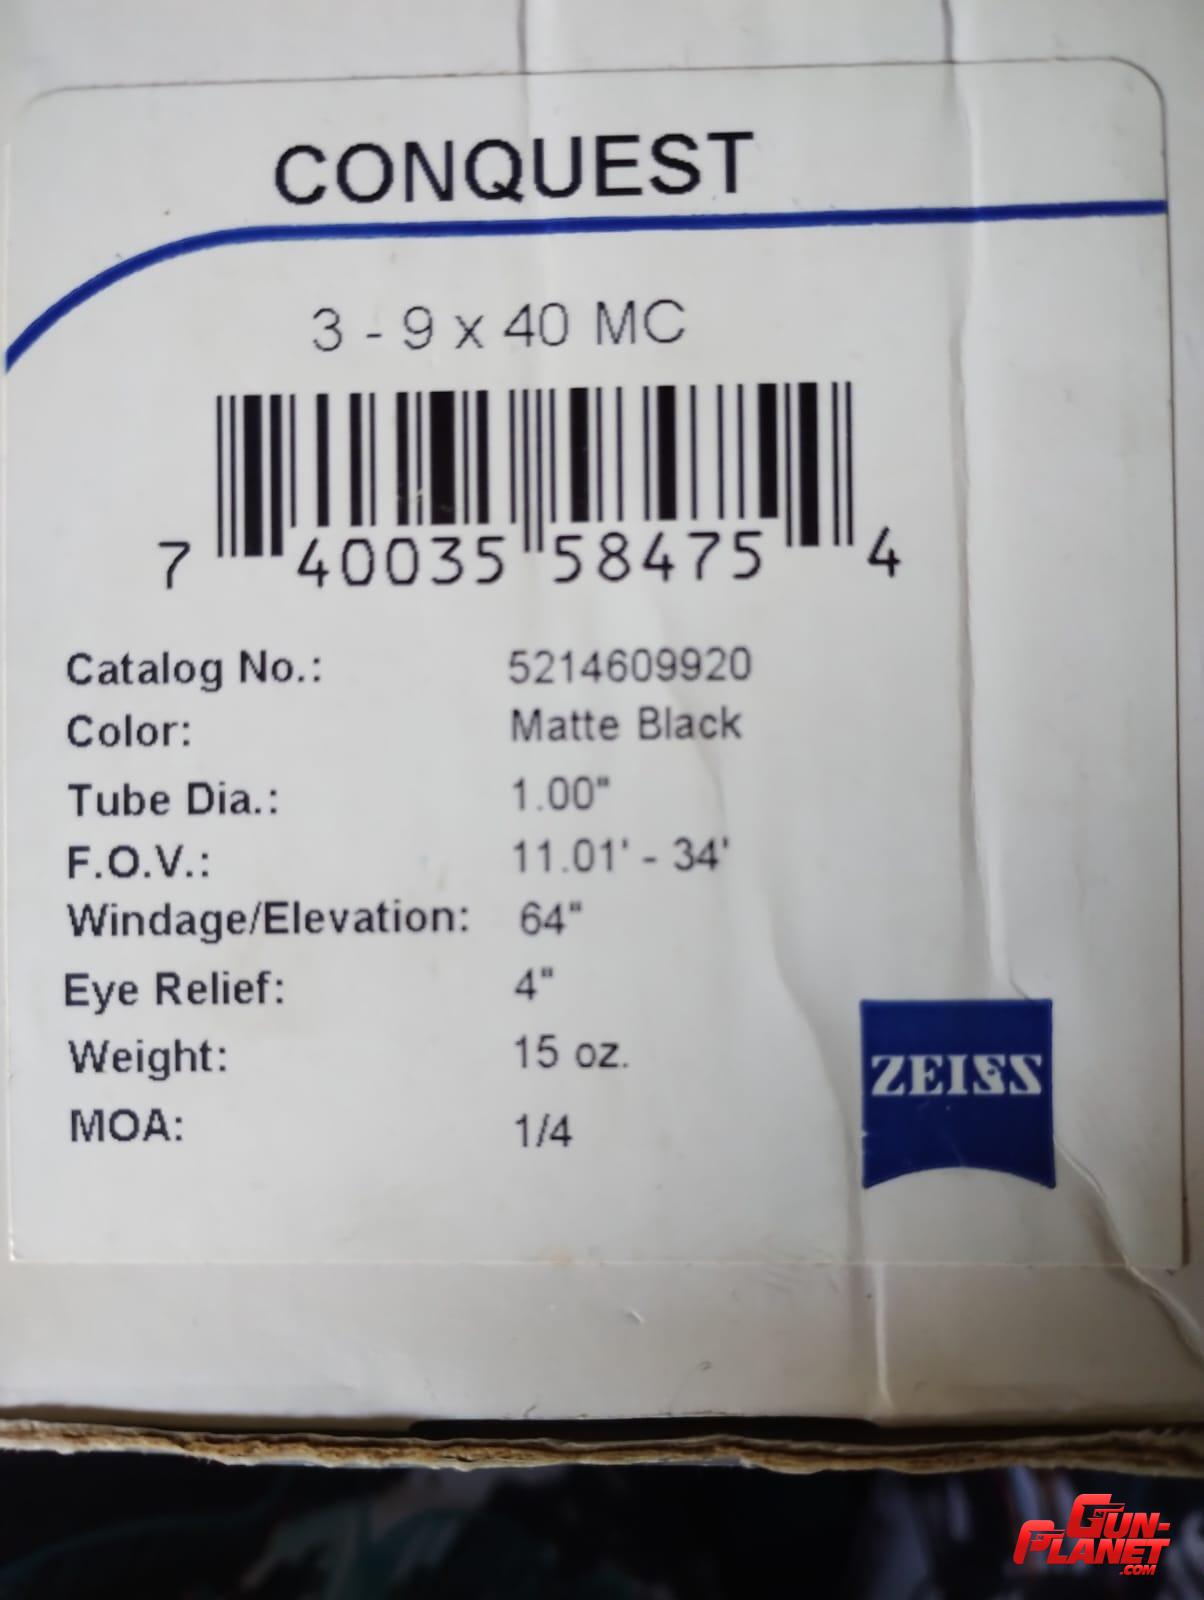 CONQUEST
3 - 9 x 40 MC
7 40035 58475 4
Catalog No.: 5214609920
Color: Matte Black
Tube Dia.: 1.00"
F.O.V.: 11.01' - 34'
Windage/Elevation: 64"
Eye Relief: 4"
Weight: 15 oz.
MOA: 1/4
ZEISS
GUN-
PLANET
.COM